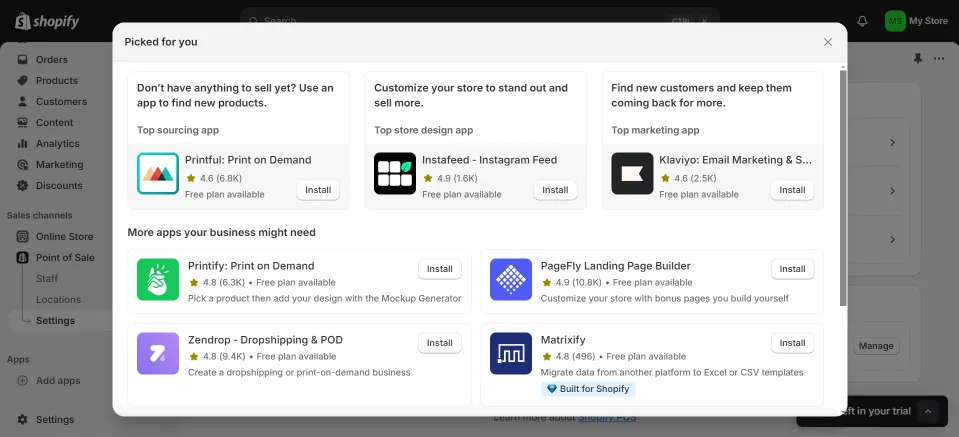 shopify
Search
CTRL K
MS
My Store
Orders
Products
Customers
Content
Analytics
Marketing
Discounts
Sales channels
Online Store
Point of Sale
Staff
Locations
Settings
Apps
Add apps
Settings
Picked for you
Don't have anything to sell yet? Use an
app to find new products.
Top sourcing app
Printful: Print on Demand
4.6 (6.8K)
Free plan available
Install
Customize your store to stand out and
sell more.
Top store design app
Instafeed - Instagram Feed
4.9 (1.6K)
Free plan available
Install
Find new customers and keep them
coming back for more.
Top marketing app
Klaviyo: Email Marketing & S...
4.6 (2.5K)
Free plan available
Install
More apps your business might need
Printify: Print on Demand
4.8 (6.3K) • Free plan available
Pick a product then add your design with the Mockup Generator
Install
PageFly Landing Page Builder
4.9 (10.8K) • Free plan available
Customize your store with bonus pages you build yourself
Install
Zendrop - Dropshipping & POD
4.8 (9.4K) • Free plan available
Create a dropshipping or print-on-demand business
Install
Matrixify
4.8 (496) • Free plan available
Migrate data from another platform to Excel or CSV templates
Built for Shopify
Install
Manage
Learn more about Shopify POS
left in your trial